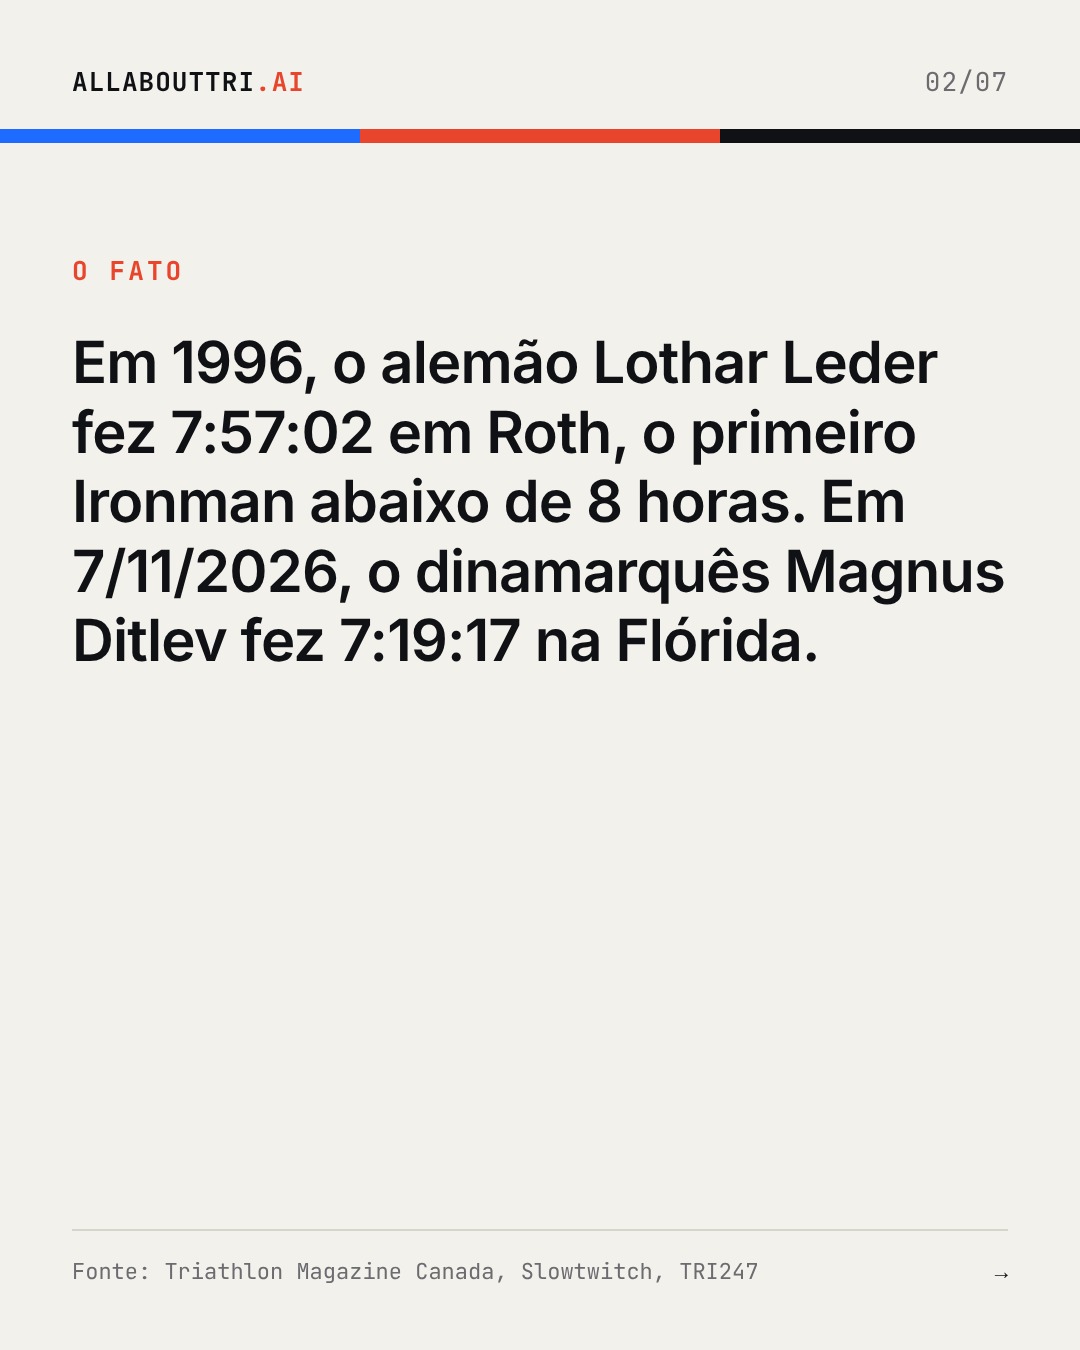 ALLABOUTTRI.AI
02/07
O FATO
Em 1996, o alemão Lothar Leder
fez 7:57:02 em Roth, o primeiro
Ironman abaixo de 8 horas. Em
7/11/2026, o dinamarquês Magnus
Ditlev fez 7:19:17 na Flórida.
Fonte: Triathlon Magazine Canada, Slowtwitch, TRI247
→